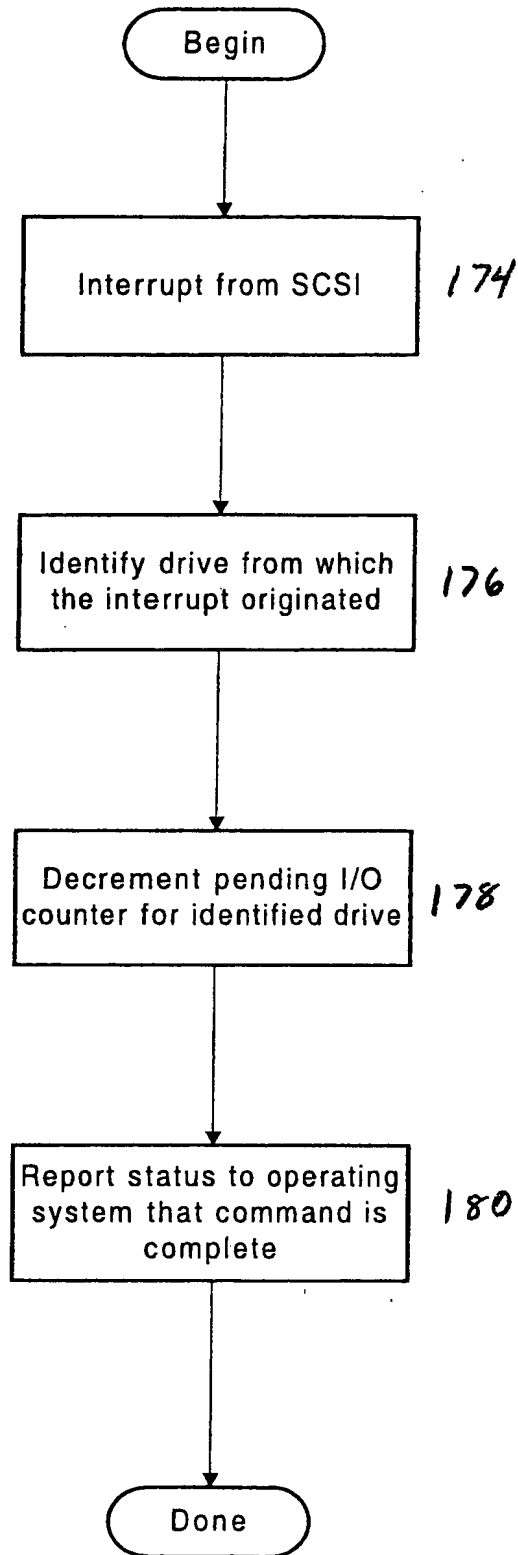 Begin
Interrupt from SCSI
174
Identify drive from which
the interrupt originated
176
Decrement pending I/O
counter for identified drive
178
Report status to operating
system that command is
complete
180
Done